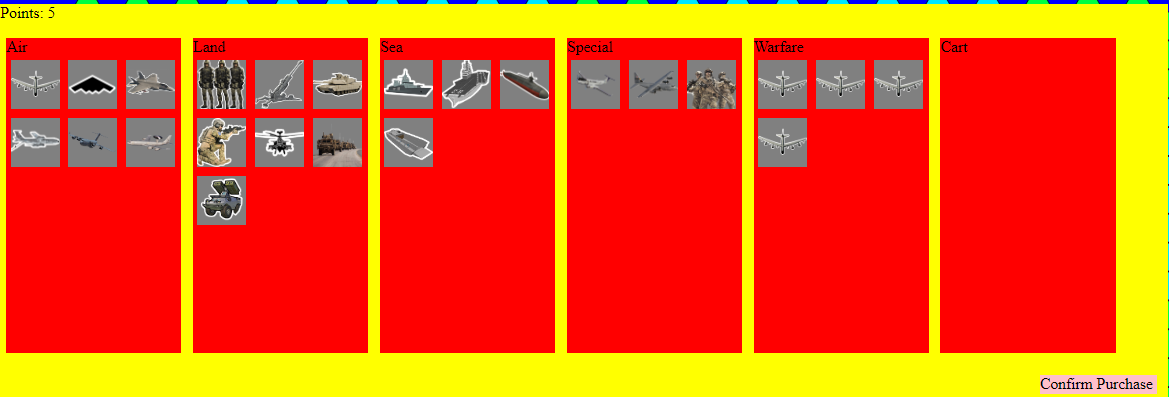 Points: 5
Air
Land
Sea
Special
Warfare
Cart
Confirm Purchase